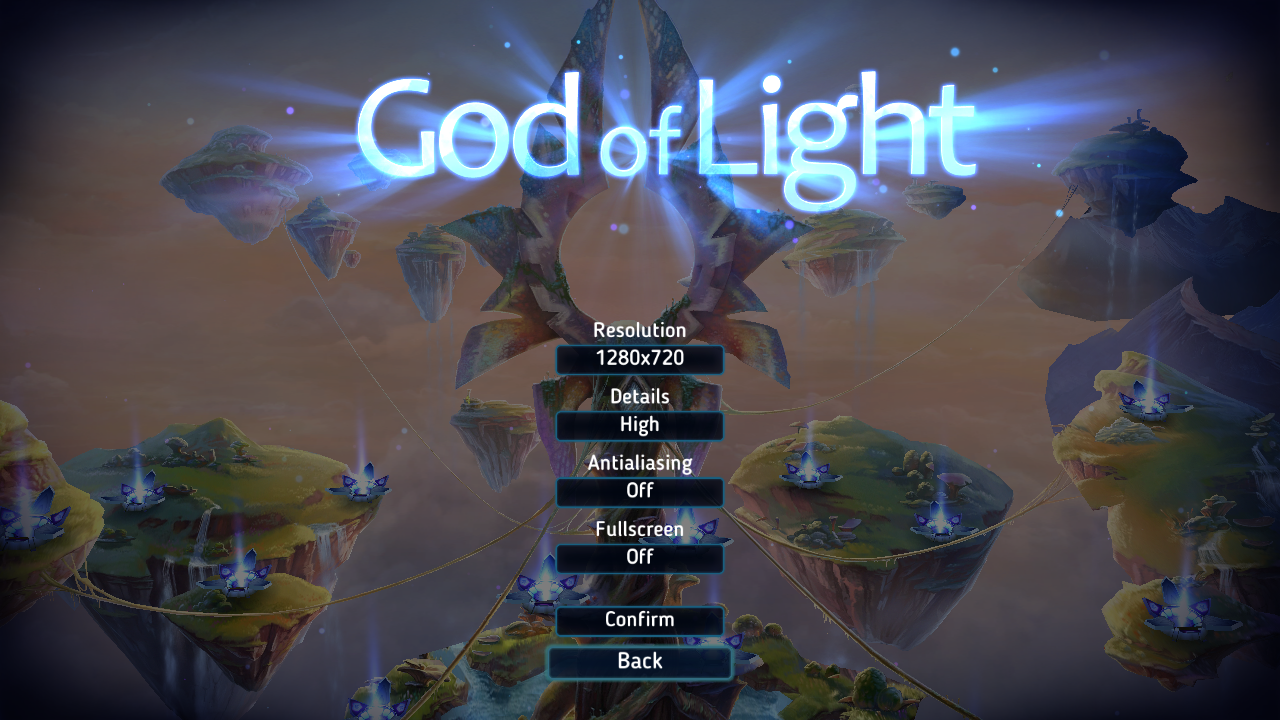 God of Light
Resolution
1280x720
Details
High
Antialiasing
Off
Fullscreen
Off
Confirm
Back